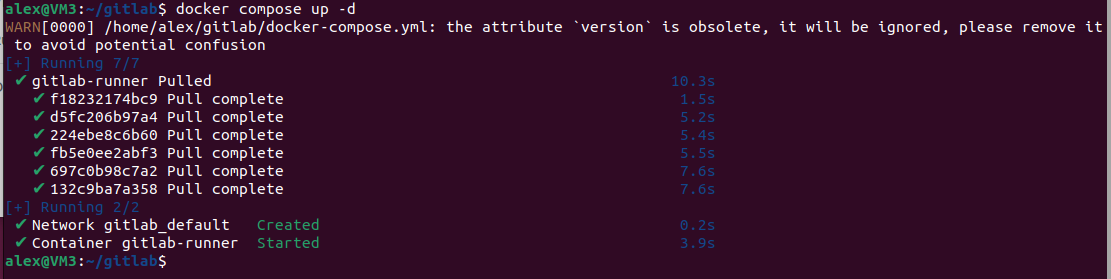 alex@VM3:~/gitlab$ docker compose up -d
WARN[0000] /home/alex/gitlab/docker-compose.yml: the attribute `version` is obsolete, it will be ignored, please remove it
to avoid potential confusion
[+] Running 7/7
✔ gitlab-runner Pulled 10.3s
✔ f18232174bc9 Pull complete 1.5s
✔ d5fc206b97a4 Pull complete 5.2s
✔ 224ebe8c6b60 Pull complete 5.4s
✔ fb5e0ee2abf3 Pull complete 5.5s
✔ 697c0b98c7a2 Pull complete 7.6s
✔ 132c9ba7a358 Pull complete 7.6s
[+] Running 2/2
✔ Network gitlab_default Created 0.2s
✔ Container gitlab-runner Started 3.9s
alex@VM3:~/gitlab$